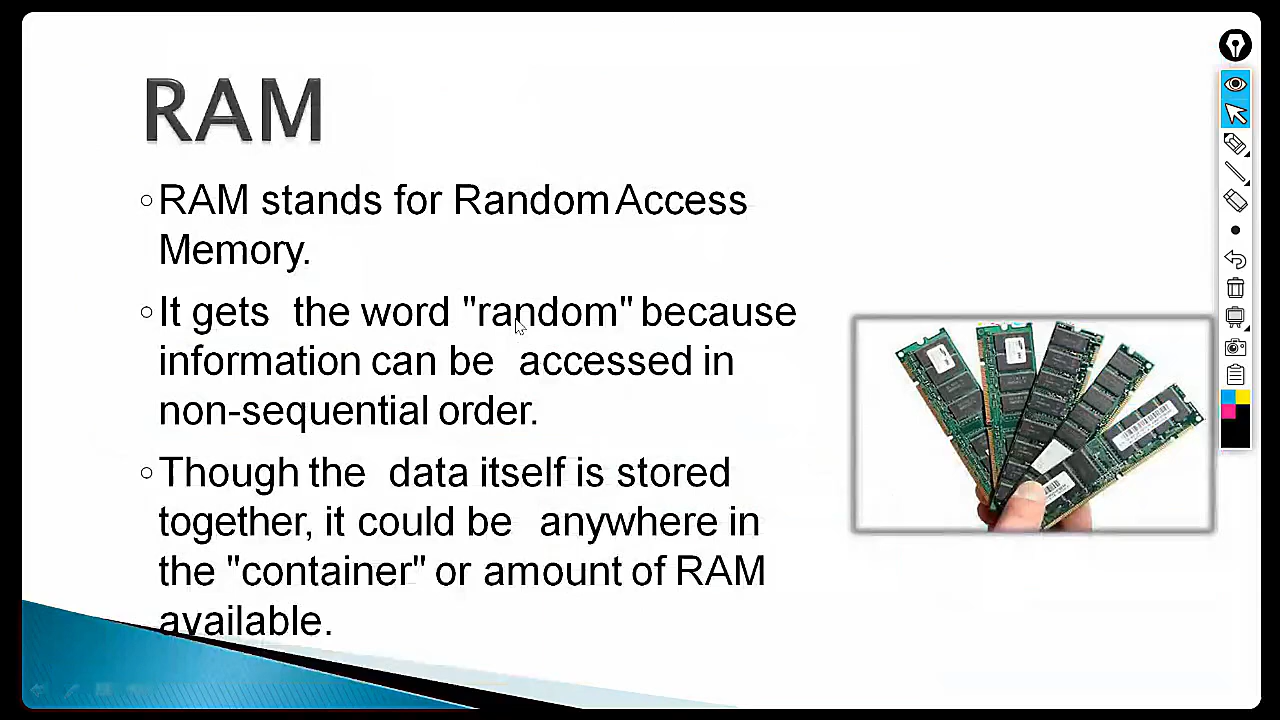 RAM
◦RAM stands for Random Access
Memory.
◦It gets the word "random" because
information can be accessed in
non-sequential order.
◦Though the data itself is stored
together, it could be anywhere in
the "container" or amount of RAM
available.